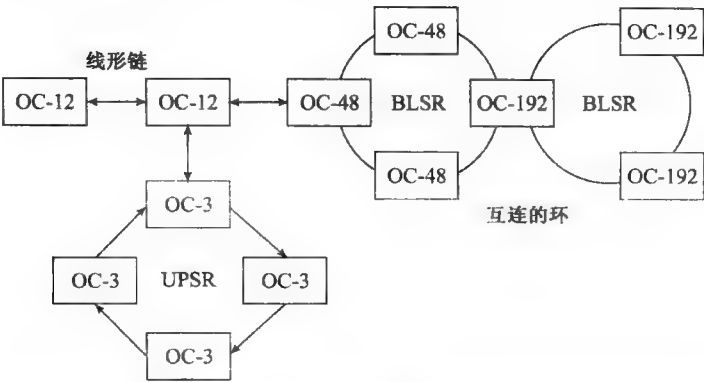 OC-48
OC-192
线形链
OC-12
OC-12
OC-48
BLSR
OC-192
BLSR
OC-48
OC-192
OC-3
互连的环
OC-3
UPSR
OC-3
OC-3